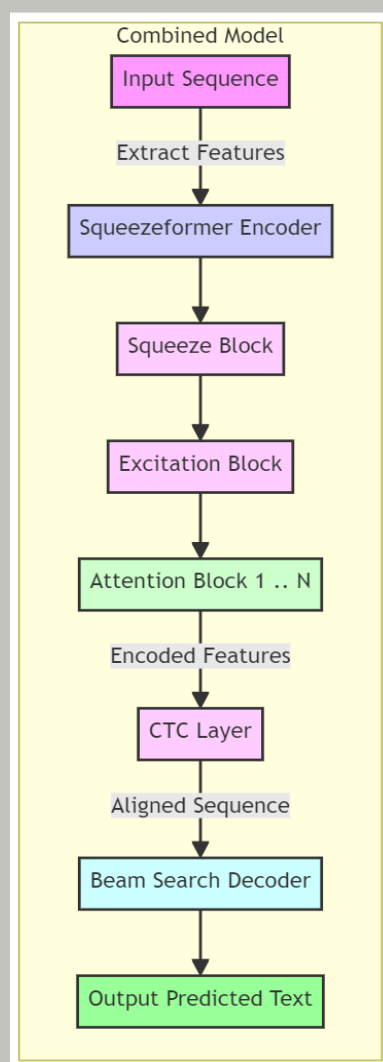 Combined Model
Input Sequence
Extract Features
Squeezeformer Encoder
Squeeze Block
Excitation Block
Attention Block 1 .. N
Encoded Features
CTC Layer
Aligned Sequence
Beam Search Decoder
Output Predicted Text